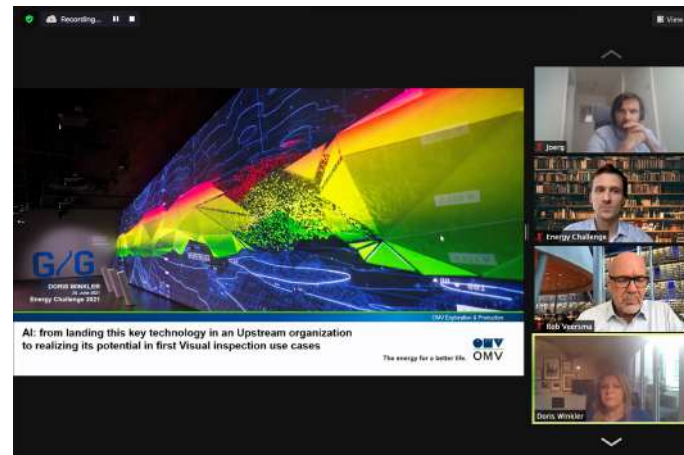 Recording...
View
G/G
DORIS WINKLER
Energy Challenge 2021
OMV Exploration & Production
AI: from landing this key technology in an Upstream organization
to realizing its potential in first Visual inspection use cases
The energy for a better life.
OMV
Joerg
Energy Challenge
Rob Veersma
Doris Winkler